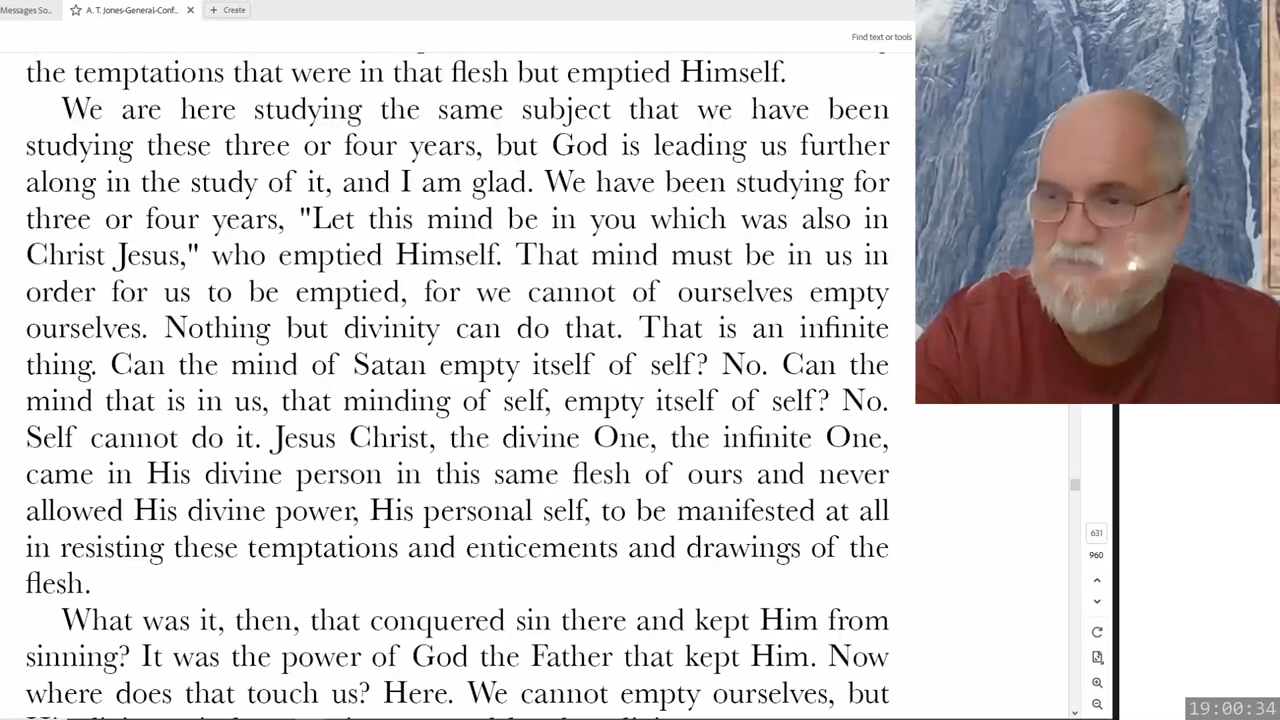 Messages So...
A. T. Jones-General-Conf...
Create
Find text or tools
the temptations that were in that flesh but emptied Himself.
We are here studying the same subject that we have been
studying these three or four years, but God is leading us further
along in the study of it, and I am glad. We have been studying for
three or four years, "Let this mind be in you which was also in
Christ Jesus," who emptied Himself. That mind must be in us in
order for us to be emptied, for we cannot of ourselves empty
ourselves. Nothing but divinity can do that. That is an infinite
thing. Can the mind of Satan empty itself of self? No. Can the
mind that is in us, that minding of self, empty itself of self? No.
Self cannot do it. Jesus Christ, the divine One, the infinite One,
came in His divine person in this same flesh of ours and never
allowed His divine power, His personal self, to be manifested at all
in resisting these temptations and enticements and drawings of the
flesh.
What was it, then, that conquered sin there and kept Him from
sinning? It was the power of God the Father that kept Him. Now
where does that touch us? Here. We cannot empty ourselves, but
631
960
19:00:34